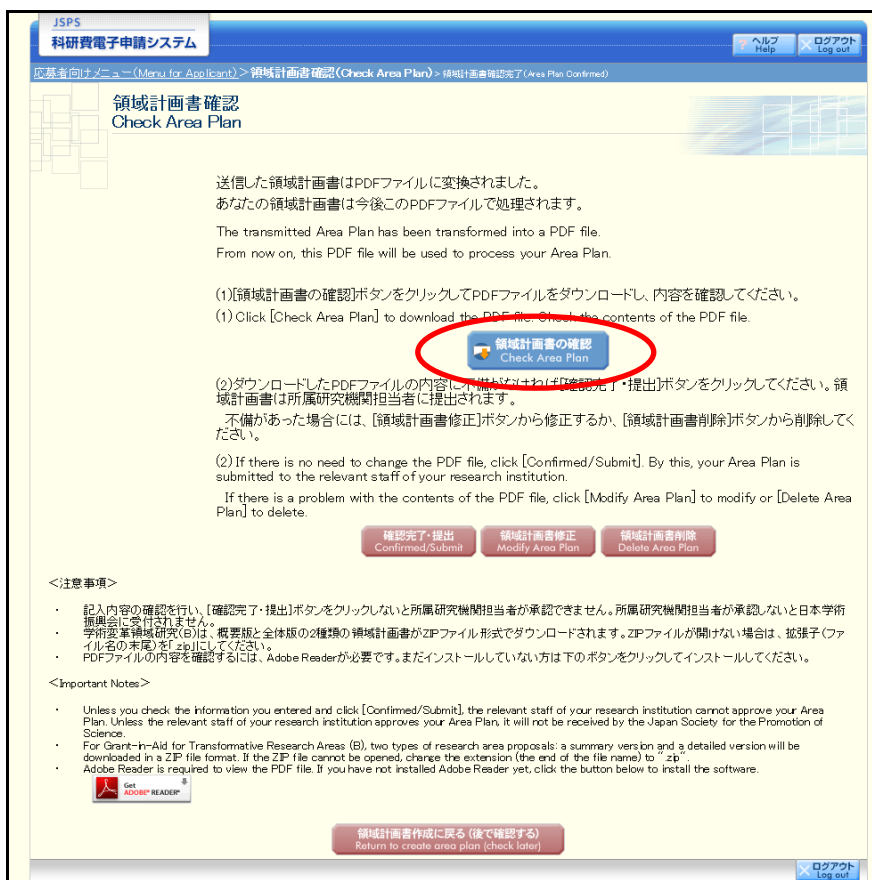 JSPS
科研費電子申請システム
ヘルプ
Help
ログアウト
Log out
応募者向けメニュー(Menu for Applicant)＞領域計画書確認(Check Area Plan)＞領域計画書確認完了(Area Plan Confirmed)
領域計画書確認
Check Area Plan
送信した領域計画書はPDFファイルに変換されました。
あなたの領域計画書は今後このPDFファイルで処理されます。
The transmitted Area Plan has been transformed into a PDF file.
From now on, this PDF file will be used to process your Area Plan.
(1)[領域計画書の確認]ボタンをクリックしてPDFファイルをダウンロードし、内容を確認してください。
(1) Click [Check Area Plan] to download the PDF file. Check the contents of the PDF file.
領域計画書の確認
Check Area Plan
(2)ダウンロードしたPDFファイルの内容に不備がなければ[確認完了・提出]ボタンをクリックしてください。領
域計画書は所属研究機関担当者に提出されます。
不備があった場合には、[領域計画書修正]ボタンから修正するか、[領域計画書削除]ボタンから削除してく
ださい。
(2) If there is no need to change the PDF file, click [Confirmed/Submit]. By this, your Area Plan is
submitted to the relevant staff of your research institution.
If there is a problem with the contents of the PDF file, click [Modify Area Plan] to modify or [Delete Area
Plan] to delete.
確認完了・提出
Confirmed/Submit
領域計画書修正
Modify Area Plan
領域計画書削除
Delete Area Plan
＜注意事項＞
・ 記入内容の確認を行い、[確認完了・提出]ボタンをクリックしないと所属研究機関担当者が承認できません。所属研究機関担当者が承認しないと日本学術
振興会に受付されません。
・ 学術変革領域研究(B)は、概要版と全体版の2種類の領域計画書がZIPファイル形式でダウンロードされます。ZIPファイルが開けない場合は、拡張子(ファ
イル名の末尾)を「.zip」にしてください。
・ PDFファイルの内容を確認するには、Adobe Readerが必要です。まだインストールしていない方は下のボタンをクリックしてインストールしてください。
＜Important Notes＞
・ Unless you check the information you entered and click [Confirmed/Submit], the relevant staff of your research institution cannot approve your Area
Plan. Unless the relevant staff of your research institution approves your Area Plan, it will not be received by the Japan Society for the Promotion of
Science.
・ For Grant-in-Aid for Transformative Research Areas (B), two types of research area proposals: a summary version and a detailed version will be
downloaded in a ZIP file format. If the ZIP file cannot be opened, change the extension (the end of the file name) to ".zip".
・ Adobe Reader is required to view the PDF file. If you have not installed Adobe Reader yet, click the button below to install the software.
Get
ADOBE® READER®
領域計画書作成に戻る(後で確認する)
Return to create area plan (check later)
ログアウト
Log out